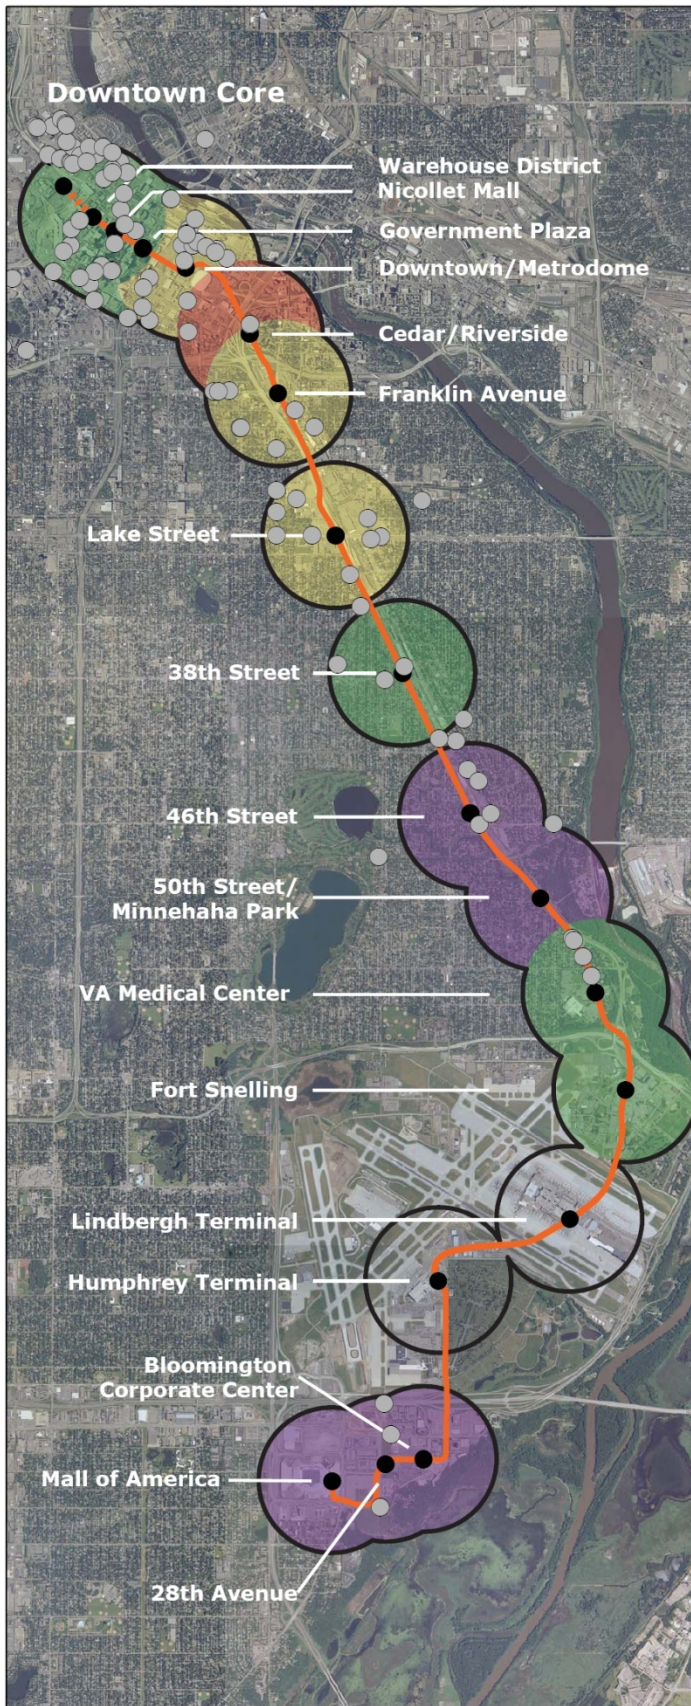 Downtown Core
Warehouse District
Nicollet Mall
Government Plaza
Downtown/Metrodome
Cedar/Riverside
Franklin Avenue
Lake Street
38th Street
46th Street
50th Street/
Minnehaha Park
VA Medical Center
Fort Snelling
Lindbergh Terminal
Humphrey Terminal
Bloomington
Corporate Center
Mall of America
28th Avenue